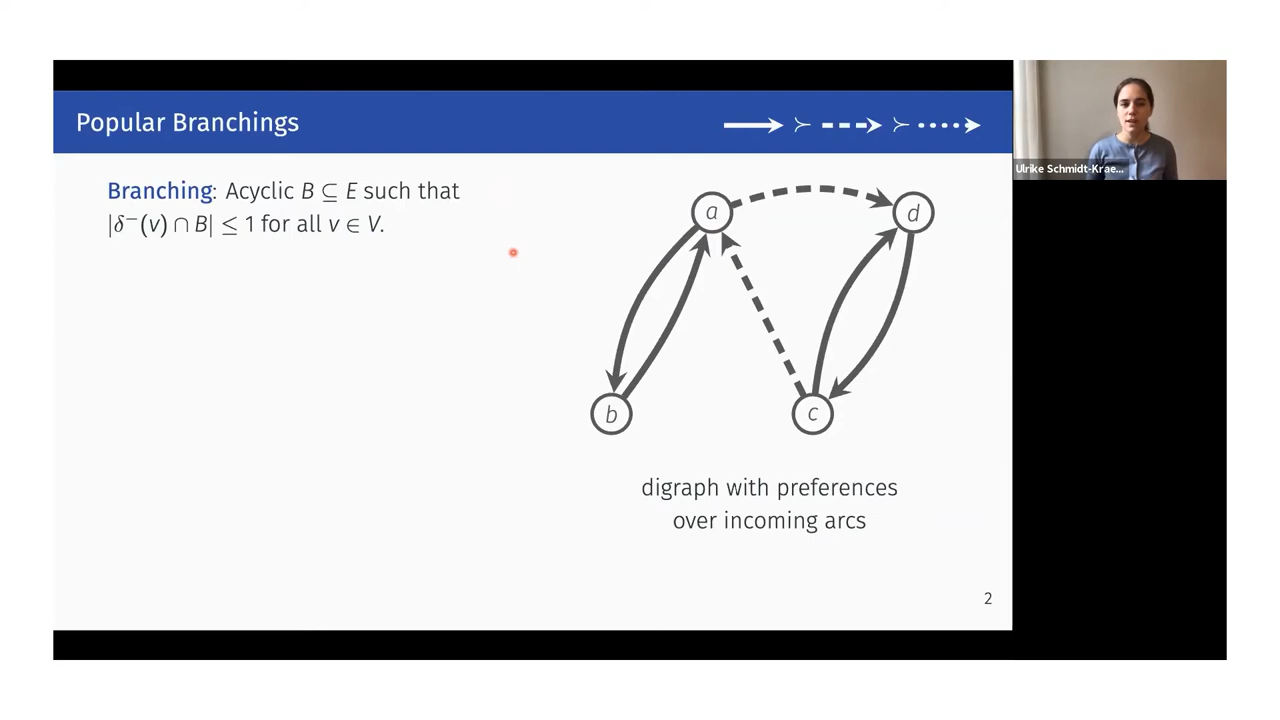 Popular Branchings
Branching: Acyclic B ⊆ E such that
|δ⁻(v) ∩ B| ≤ 1 for all v ∈ V.
a
d
b
c
digraph with preferences
over incoming arcs
2
Ulrike Schmidt-Krae...